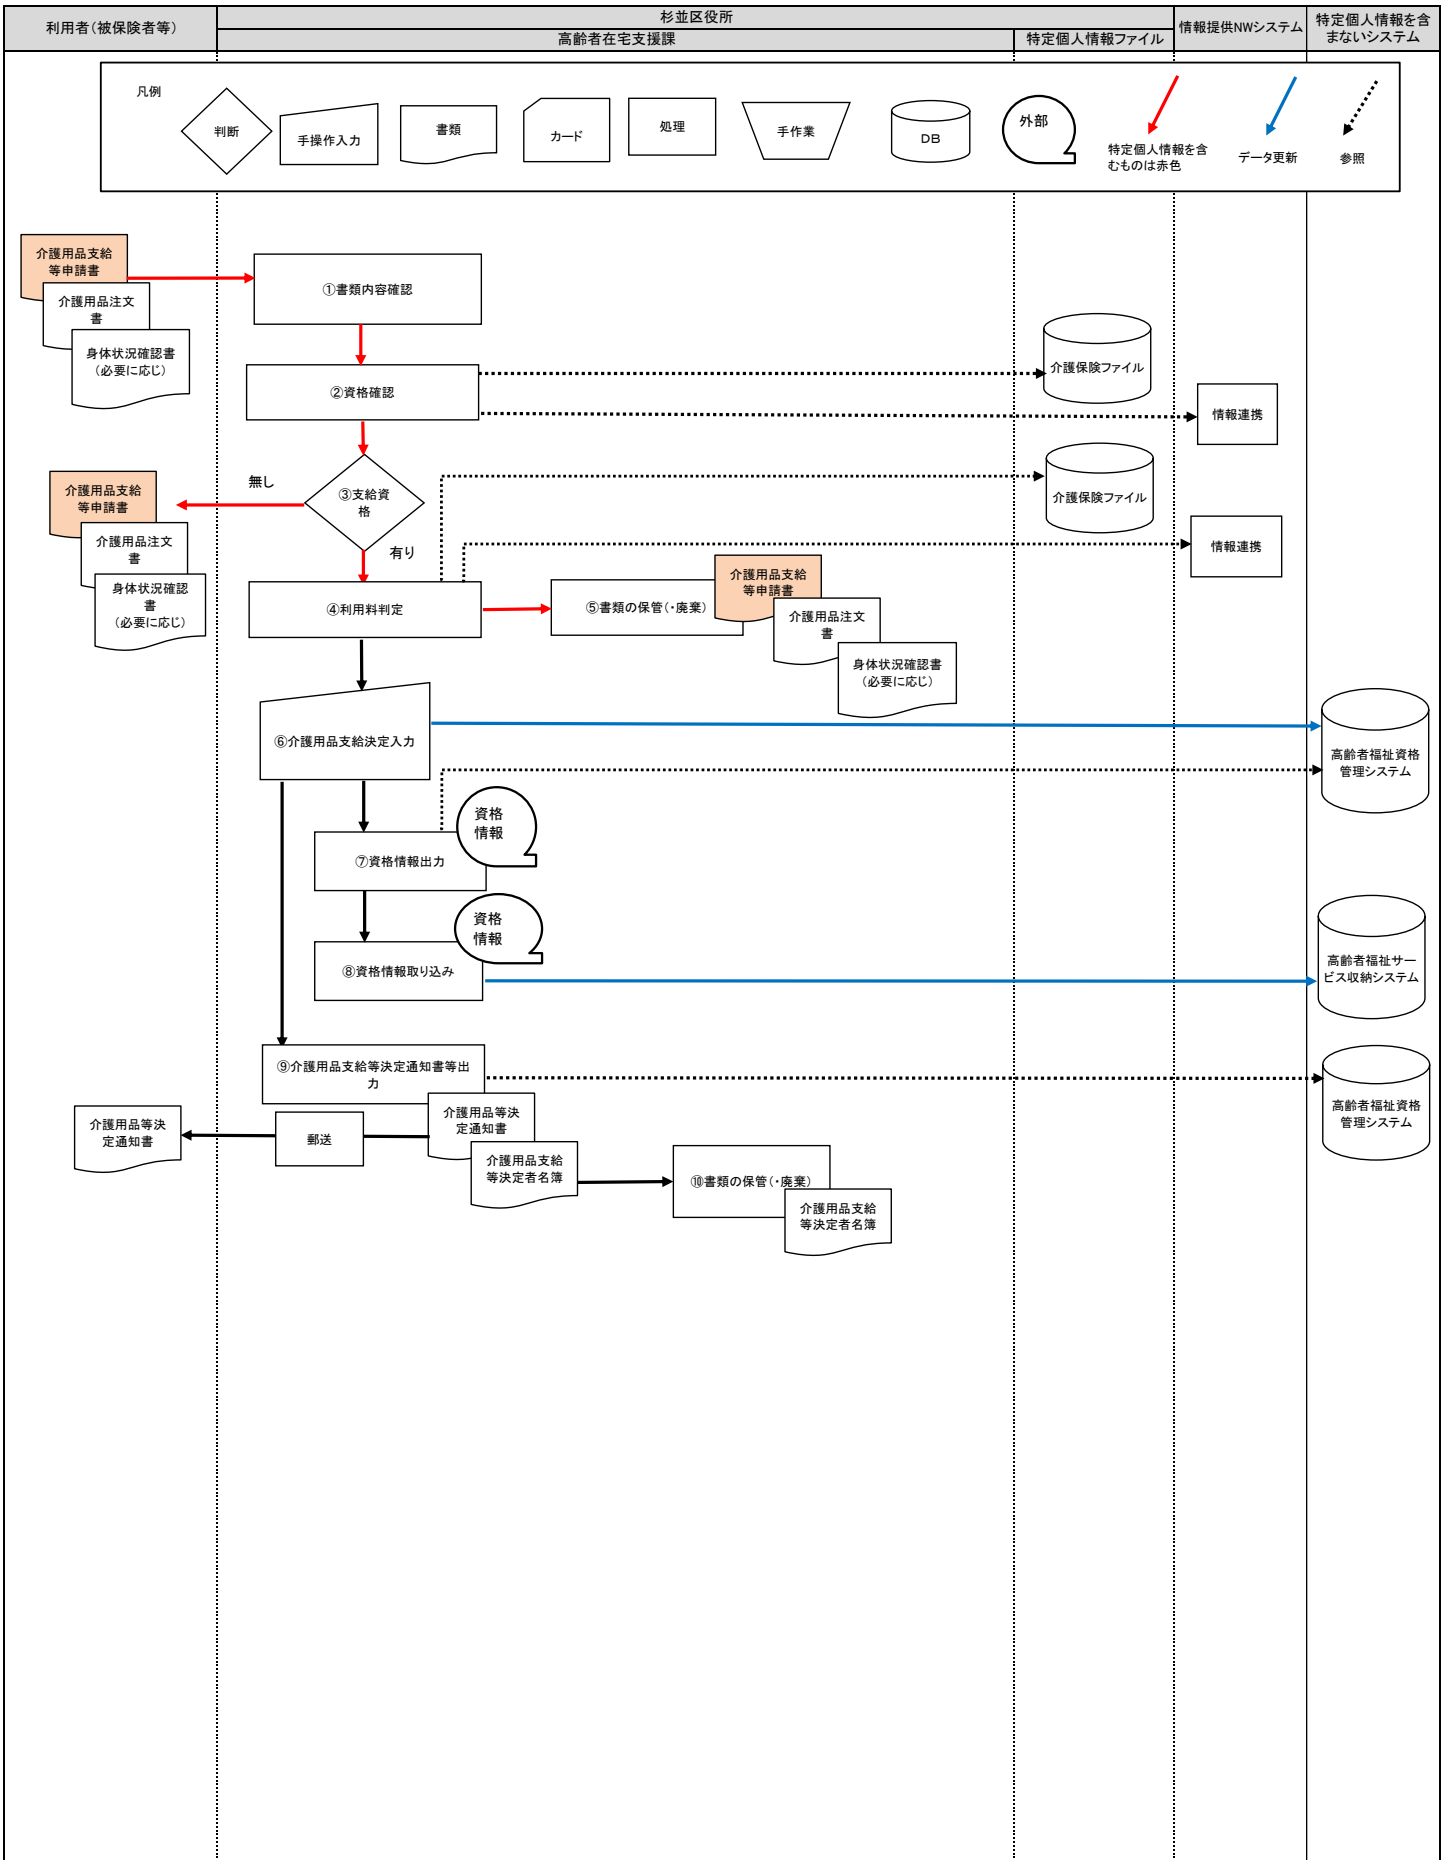 利用者（被保険者等）
杉並区役所
高齢者在宅支援課
特定個人情報ファイル
情報提供NWシステム
特定個人情報を含
まないシステム
凡例
判断
手操作入力
書類
カード
処理
手作業
ＤＢ
外部
特定個人情報を含
むものは赤色
データ更新
参照
介護用品支給
等申請書
介護用品注文
書
身体状況確認書
（必要に応じ）
①書類内容確認
②資格確認
介護保険ファイル
情報連携
③支給資
格
無し
有り
介護用品支給
等申請書
介護用品注文
書
身体状況確認
書
（必要に応じ）
介護保険ファイル
情報連携
④利用料判定
⑤書類の保管（・廃棄）
介護用品支給
等申請書
介護用品注文
書
身体状況確認書
（必要に応じ）
⑥介護用品支給決定入力
高齢者福祉資格
管理システム
資格
情報
⑦資格情報出力
資格
情報
⑧資格情報取り込み
高齢者福祉サー
ビス収納システム
⑨介護用品支給等決定通知書等出
力
高齢者福祉資格
管理システム
介護用品等決
定通知書
郵送
介護用品等決
定通知書
介護用品支給
等決定者名簿
⑩書類の保管（・廃棄）
介護用品支給
等決定者名簿